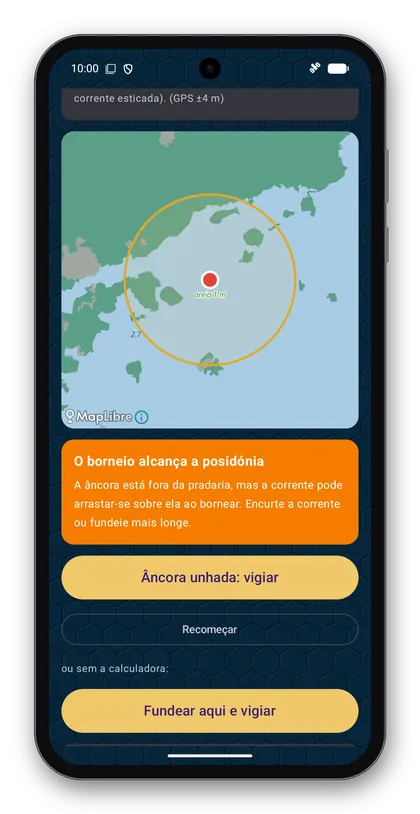 10:00
corrente esticada). (GPS ±4 m)
areia 1 m
2.7
MapLibre
O borneio alcança a posidónia
A âncora está fora da pradaria, mas a corrente pode
arrastar-se sobre ela ao bornear. Encurte a corrente
ou fundeie mais longe.
Âncora unhada: vigiar
Recomeçar
ou sem a calculadora:
Fundear aqui e vigiar